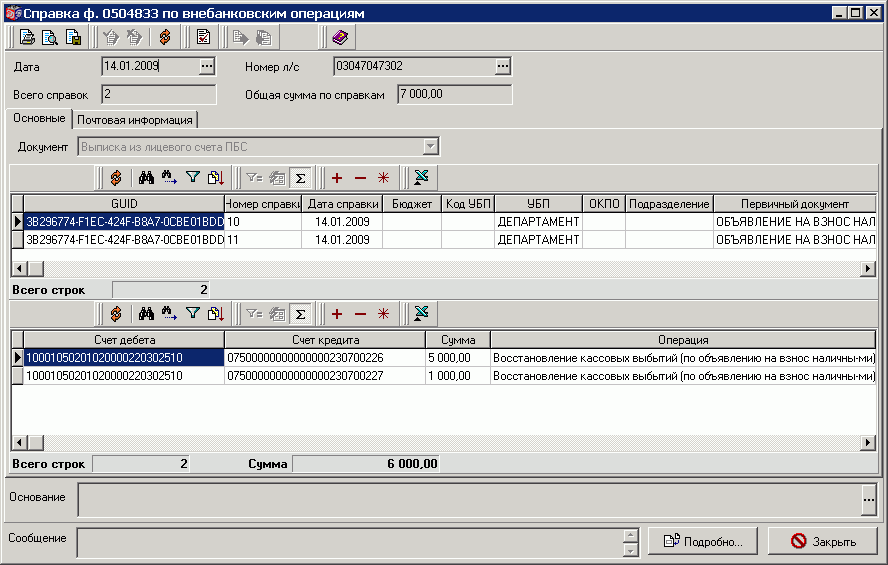 Справка ф. 0504833 по внебанковским операциям
Дата 14.01.2009 ... Номер л/с 03047047302 ...
Всего справок 2 Общая сумма по справкам 7 000,00
Основные Почтовая информация
Документ Выписка из лицевого счета ПБС
GUID Номер справки Дата справки Бюджет Код УБП УБП ОКПО Подразделение Первичный документ
3B296774-F1EC-424F-B8A7-0CBE01BDD 10 14.01.2009 ДЕПАРТАМЕНТ ОБЪЯВЛЕНИЕ НА ВЗНОС НАЛ
3B296774-F1EC-424F-B8A7-0CBE01BDD 11 14.01.2009 ДЕПАРТАМЕНТ ОБЪЯВЛЕНИЕ НА ВЗНОС НАЛ
Всего строк 2
Счет дебета Счет кредита Сумма Операция
10001050201020000220302510 07500000000000000230700226 5 000,00 Восстановление кассовых выбытий (по объявлению на взнос наличны-ми)
10001050201020000220302510 07500000000000000230700227 1 000,00 Восстановление кассовых выбытий (по объявлению на взнос наличны-ми)
Всего строк 2 Сумма 6 000,00
Основание ...
Сообщение Подробно... Закрыть